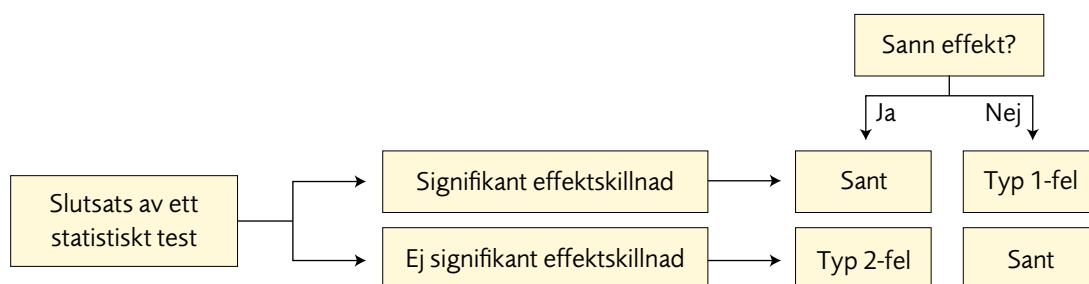 Sann effekt?
Ja
Nej
Slutsats av ett
statistiskt test
Signifikant effektskillnad
Sant
Typ 1-fel
Ej signifikant effektskillnad
Typ 2-fel
Sant